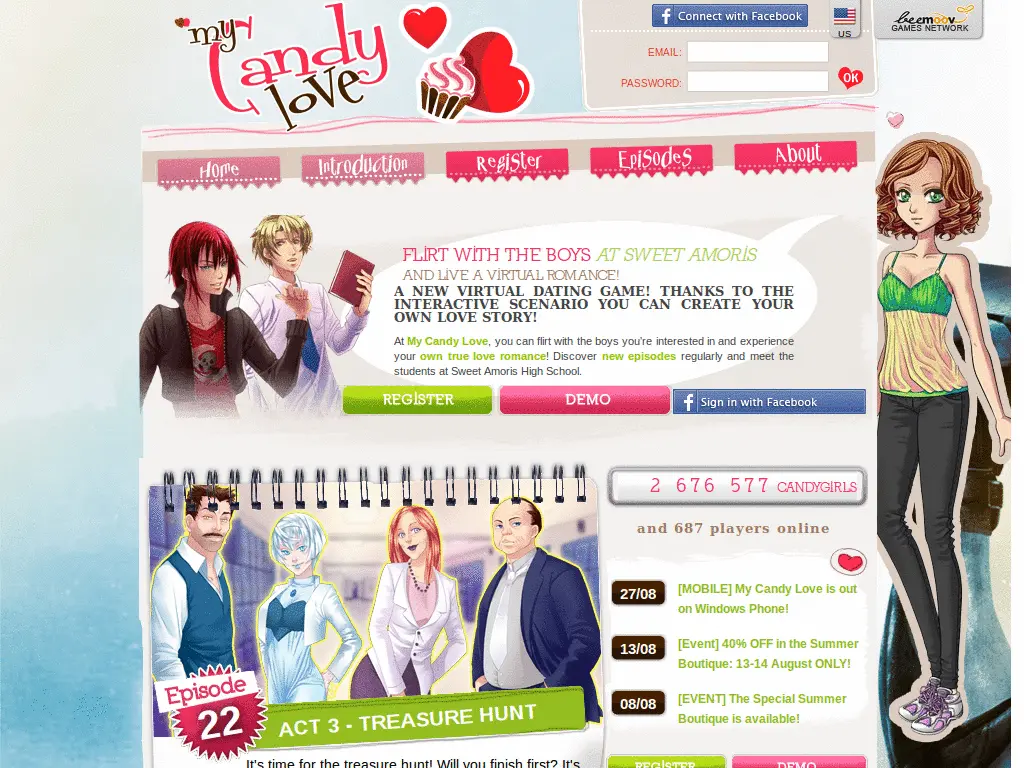 my
Candy
love
Connect with Facebook
US
beemoov
GAMES NETWORK
EMAIL:
PASSWORD:
OK
Home
Introduction
Register
Episodes
About
FLIRT WITH THE BOYS AT SWEET AMORIS
AND LIVE A VIRTUAL ROMANCE!
A NEW VIRTUAL DATING GAME! THANKS TO THE
INTERACTIVE SCENARIO YOU CAN CREATE YOUR
OWN LOVE STORY!
At My Candy Love, you can flirt with the boys you're interested in and experience
your own true love romance! Discover new episodes regularly and meet the
students at Sweet Amoris High School.
REGISTER
DEMO
Sign in with Facebook
2 676 577 CANDYGIRLS
and 687 players online
27/08
[MOBILE] My Candy Love is out
on Windows Phone!
13/08
[Event] 40% OFF in the Summer
Boutique: 13-14 August ONLY!
08/08
[EVENT] The Special Summer
Boutique is available!
Episode
22
ACT 3 - TREASURE HUNT
It's time for the treasure hunt! Will you finish first? It's
REGISTER
DEMO